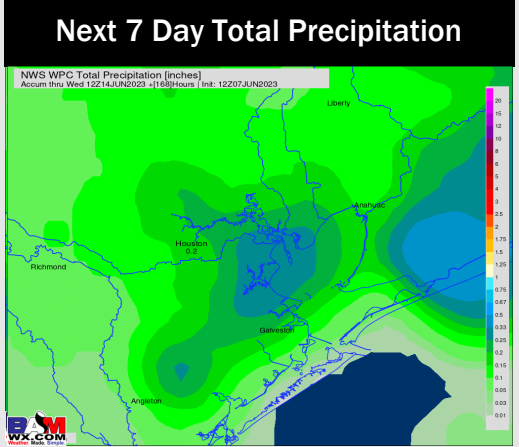 Next 7 Day Total Precipitation
NWS WPC Total Precipitation [inches]
Accum thru Wed 12Z14JUN2023 +[168]Hours | Init: 12Z07JUN2023
Liberty
Anahuac
Houston
0.2
Richmond
Galveston
Angleton
20
15
12
10
8
6
5
4
3
2.5
2
1.75
1.5
1.25
1
0.75
0.67
0.5
0.33
0.25
0.2
0.15
0.1
0.05
0.03
0.01
BAM
WX.COM
Weather Made. Simple.